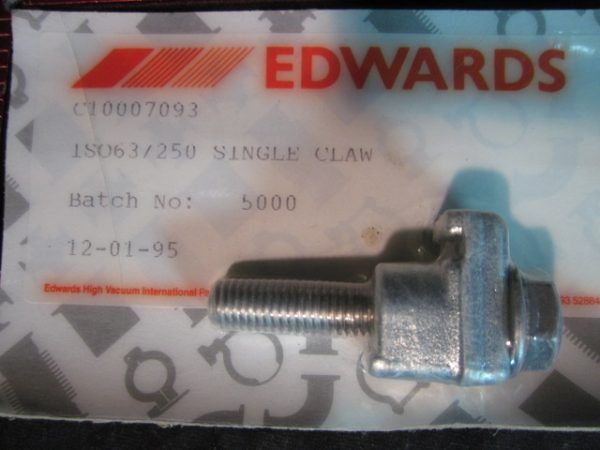 EDWARDS
C10007093
ISO63/250 SINGLE CLAW
Batch No: 5000
12-01-95
Edwards High Vacuum International